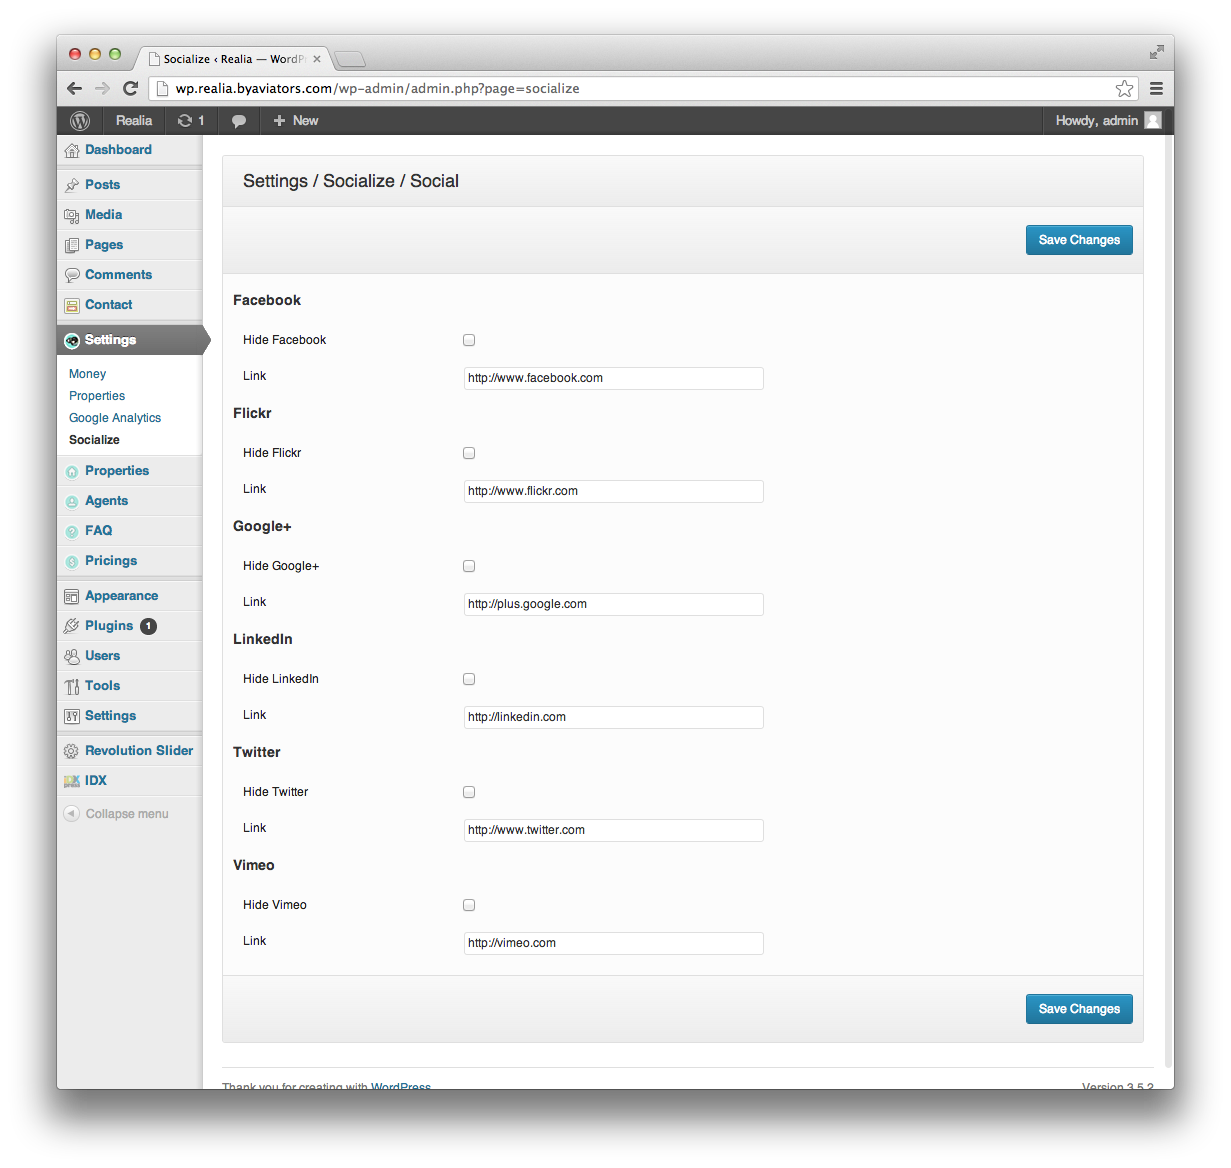 Socialize ‹ Realia — WordP
wp.realia.byaviators.com/wp-admin/admin.php?page=socialize
Realia 1 New Howdy, admin
Dashboard
Posts
Media
Pages
Comments
Contact
Settings
Money
Properties
Google Analytics
Socialize
Properties
Agents
FAQ
Pricings
Appearance
Plugins 1
Users
Tools
Settings
Revolution Slider
IDX
Collapse menu
Settings / Socialize / Social
Save Changes
Facebook
Hide Facebook
Link http://www.facebook.com
Flickr
Hide Flickr
Link http://www.flickr.com
Google+
Hide Google+
Link http://plus.google.com
LinkedIn
Hide LinkedIn
Link http://linkedin.com
Twitter
Hide Twitter
Link http://www.twitter.com
Vimeo
Hide Vimeo
Link http://vimeo.com
Save Changes
Thank you for creating with WordPress
Version 3.5.2